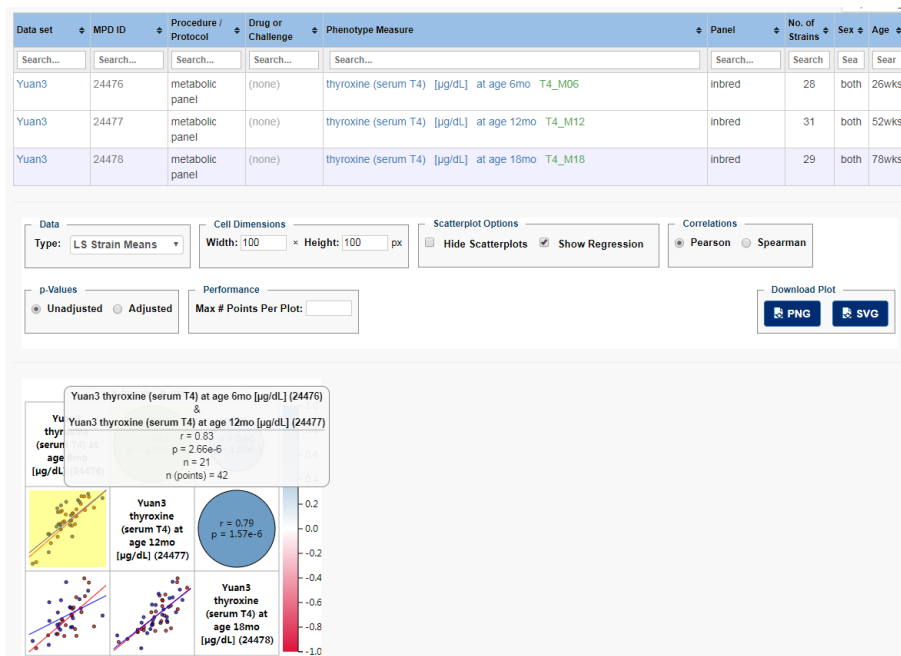 Data set MPD ID Procedure / Protocol Drug or Challenge Phenotype Measure Panel No. of Strains Sex Age
Search... Search... Search... Search... Search... Search... Search Sea Sear
Yuan3 24476 metabolic panel (none) thyroxine (serum T4) [µg/dL] at age 6mo T4_M06 inbred 28 both 26wks
Yuan3 24477 metabolic panel (none) thyroxine (serum T4) [µg/dL] at age 12mo T4_M12 inbred 31 both 52wks
Yuan3 24478 metabolic panel (none) thyroxine (serum T4) [µg/dL] at age 18mo T4_M18 inbred 29 both 78wks
Data Cell Dimensions Scatterplot Options Correlations
Type: LS Strain Means Width: 100 × Height: 100 px Hide Scatterplots Show Regression Pearson Spearman
p-Values Performance Download Plot
Unadjusted Adjusted Max # Points Per Plot: PNG SVG
Yuan3 thyroxine (serum T4) at age 6mo [µg/dL] (24476)
&
Yuan3 thyroxine (serum T4) at age 12mo [µg/dL] (24477)
r = 0.83
p = 2.66e-6
n = 21
n (points) = 42
Yuan3
thyroxine
(serum T4) at
age 12mo
[µg/dL] (24477)
r = 0.79
p = 1.57e-6
0.2
0.0
-0.2
-0.4
-0.6
-0.8
-1.0
Yuan3
thyroxine
(serum T4) at
age 18mo
[µg/dL] (24478)